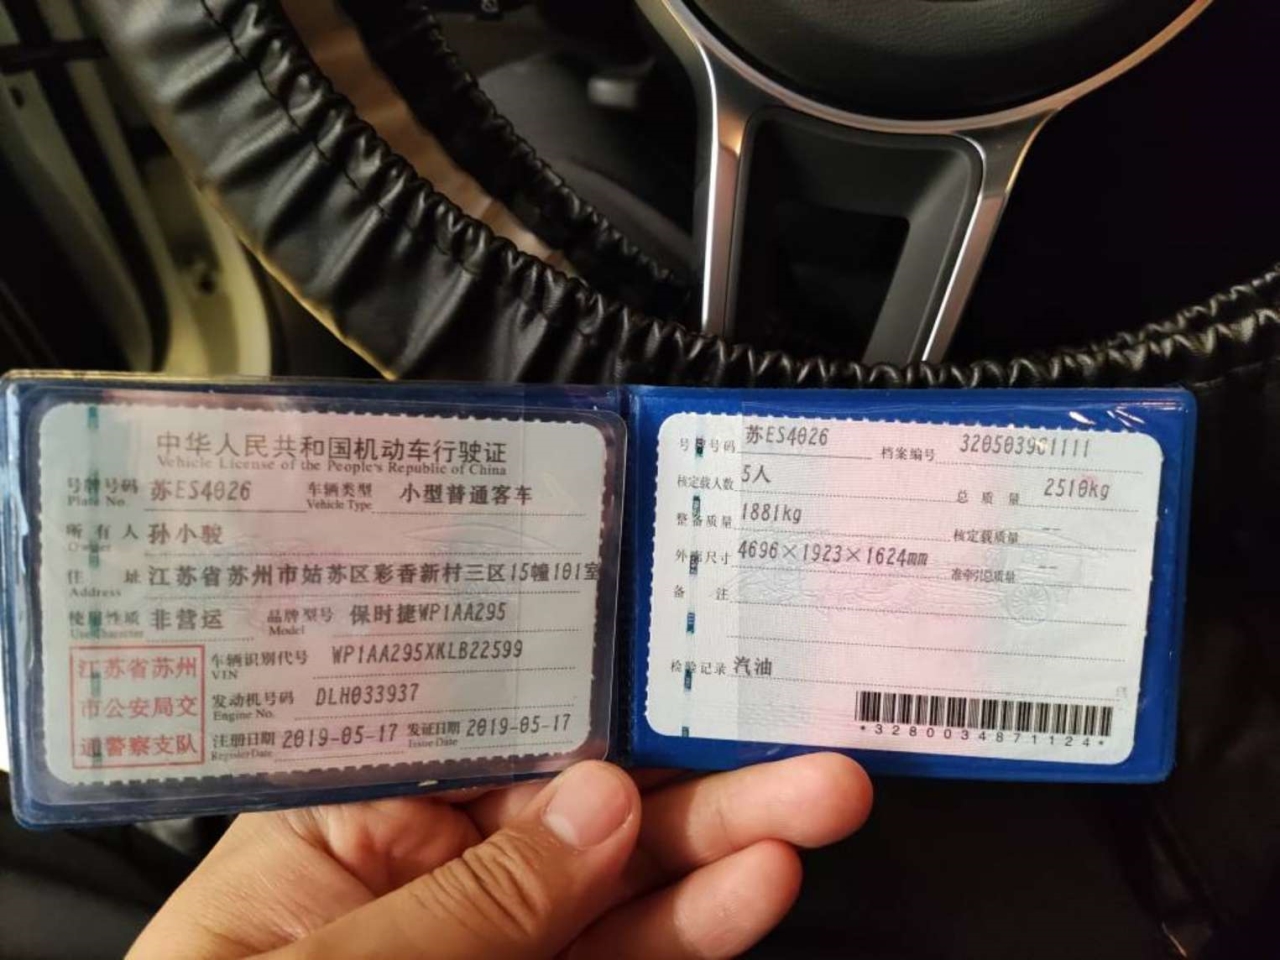 中华人民共和国机动车行驶证
Vehicle License of the People's Republic of China
号牌号码 苏ES4026 车辆类型 小型普通客车
Plate No. Vehicle Type
所有人 孙小骏
Owner
住址 江苏省苏州市姑苏区彩香新村三区15幢101室
Address
使用性质 非营运 品牌型号 保时捷WP1AA295
Use Character Model
江苏省苏州
市公安局交
通警察支队
车辆识别代号 WP1AA295XKLB22599
VIN
发动机号码 DLH033937
Engine No.
注册日期 2019-05-17 发证日期 2019-05-17
Register Date Issue Date
号牌号码 苏ES4026 档案编号 320503901111
核定载人数 5人 总质量 2510kg
整备质量 1881kg 核定载质量 --
外廓尺寸 4696×1923×1624mm 准牵引总质量 --
备注
检验记录 汽油
*3280034871124*